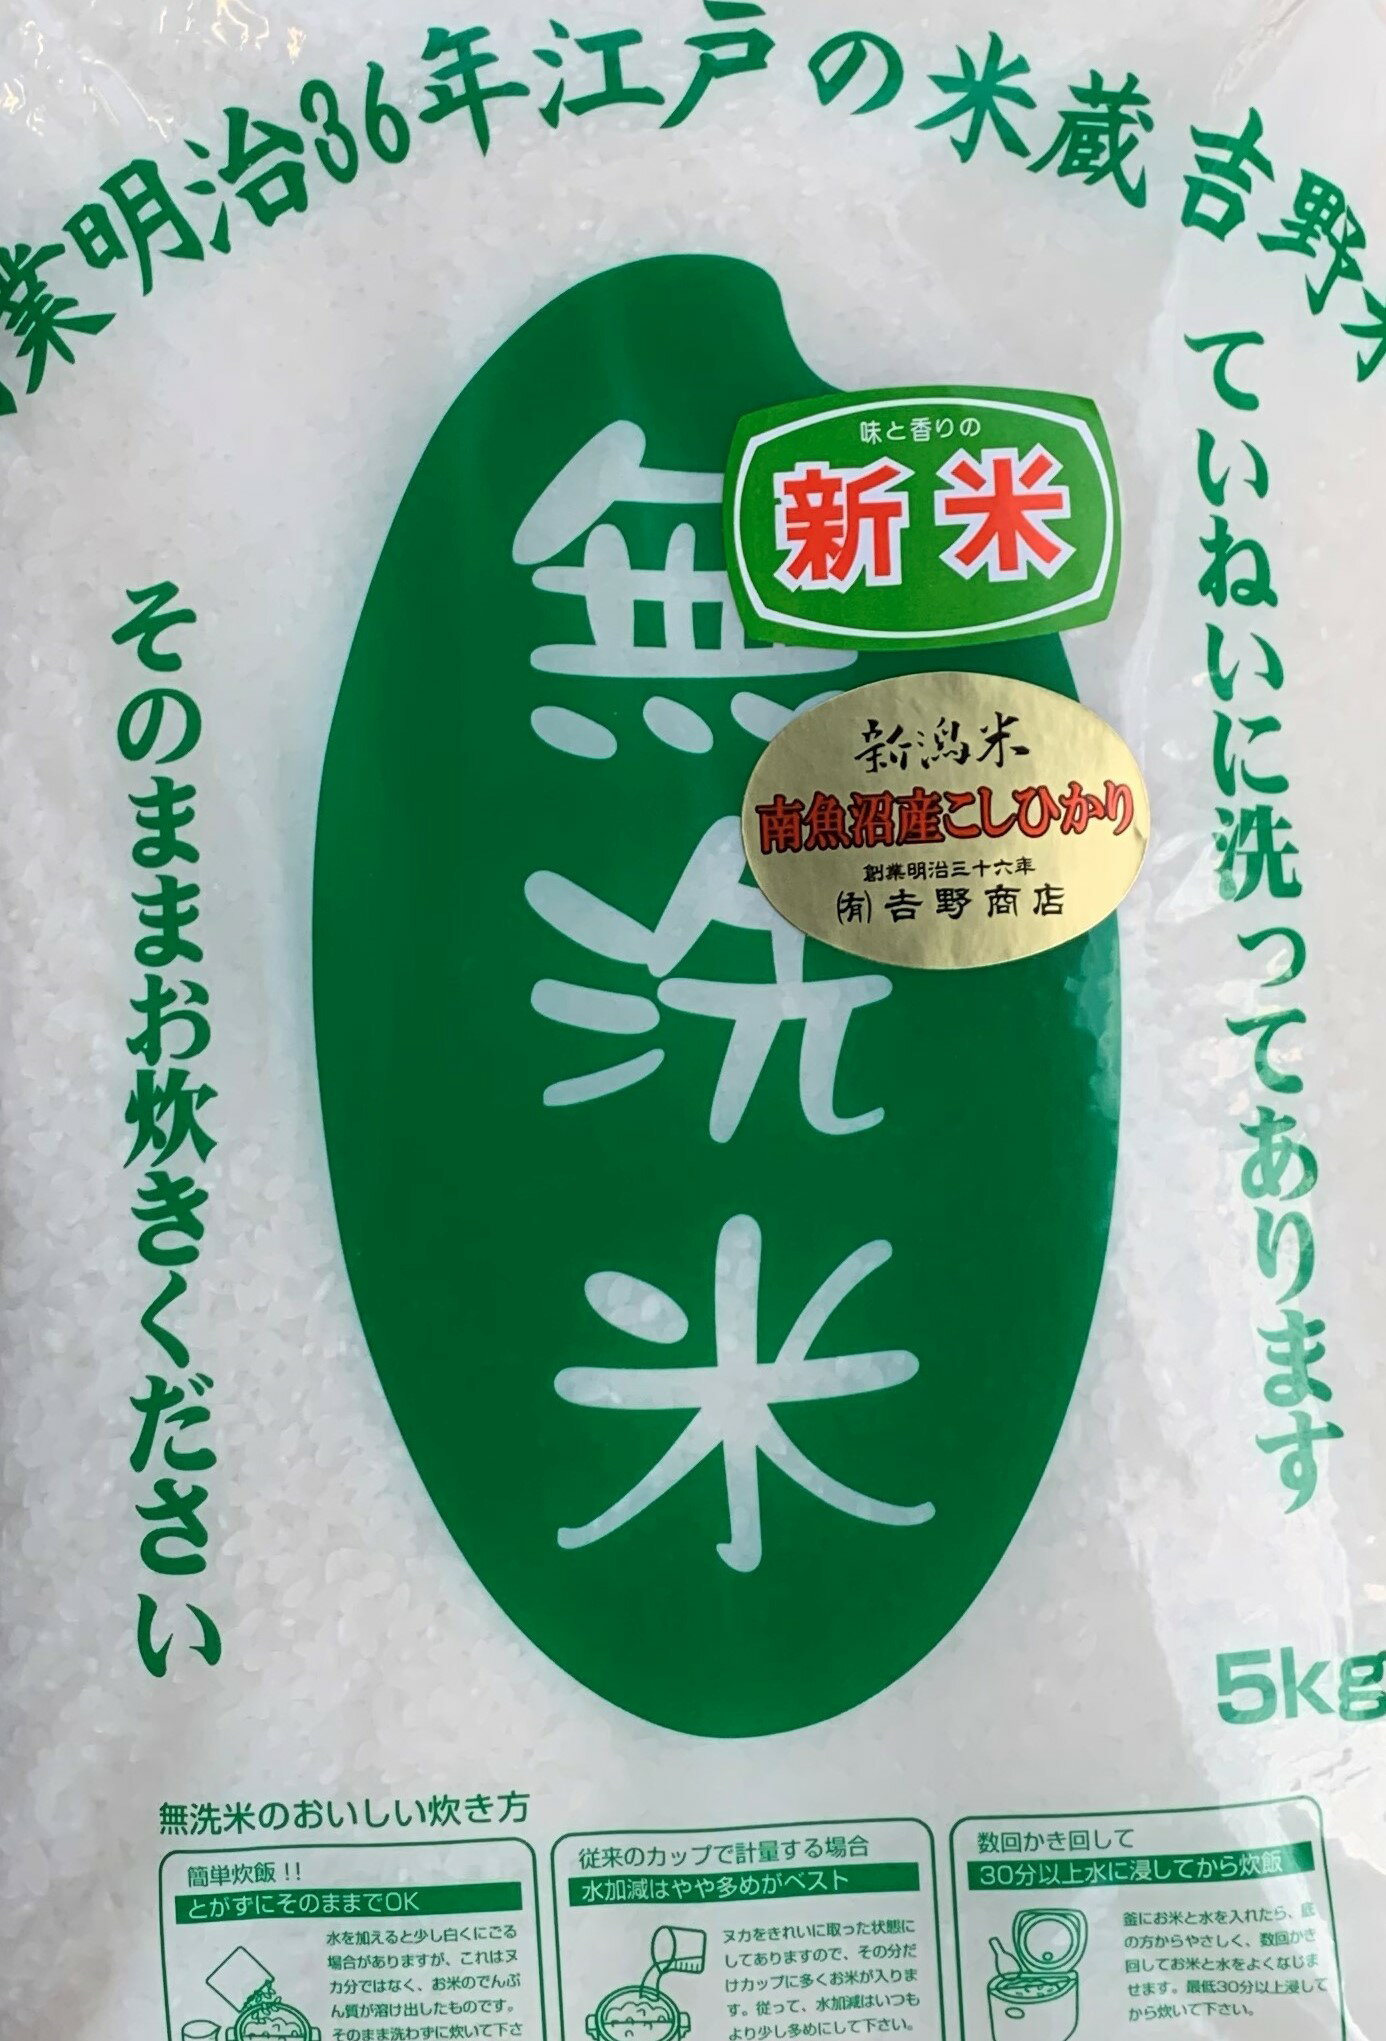 業明治36年江戸の米蔵吉野
ていねいに洗ってあります
味と香りの
新米
無洗米
新潟米
南魚沼産こしひかり
創業明治三十六年
㈲吉野商店
そのままお炊きください
5kg
無洗米のおいしい炊き方
簡単炊飯!!
とがずにそのままでOK
水を加えると少し白くにごる
場合がありますが、これはヌ
カ分ではなく、お米のでんぷ
ん質が溶け出したものです。
そのまま洗わずに炊いて下さ
従来のカップで計量する場合
水加減はやや多めがベスト
ヌカをきれいに取った状態に
してありますので、その分だ
けカップに多くお米が入りま
す。従って、水加減はいつも
より少し多めにして下さい。
数回かき回して
30分以上水に浸してから炊飯
釜にお米と水を入れたら、底
の方からやさしく、数回かき
回してお米と水をよくなじま
せます。最低30分以上浸して
から炊いて下さい。